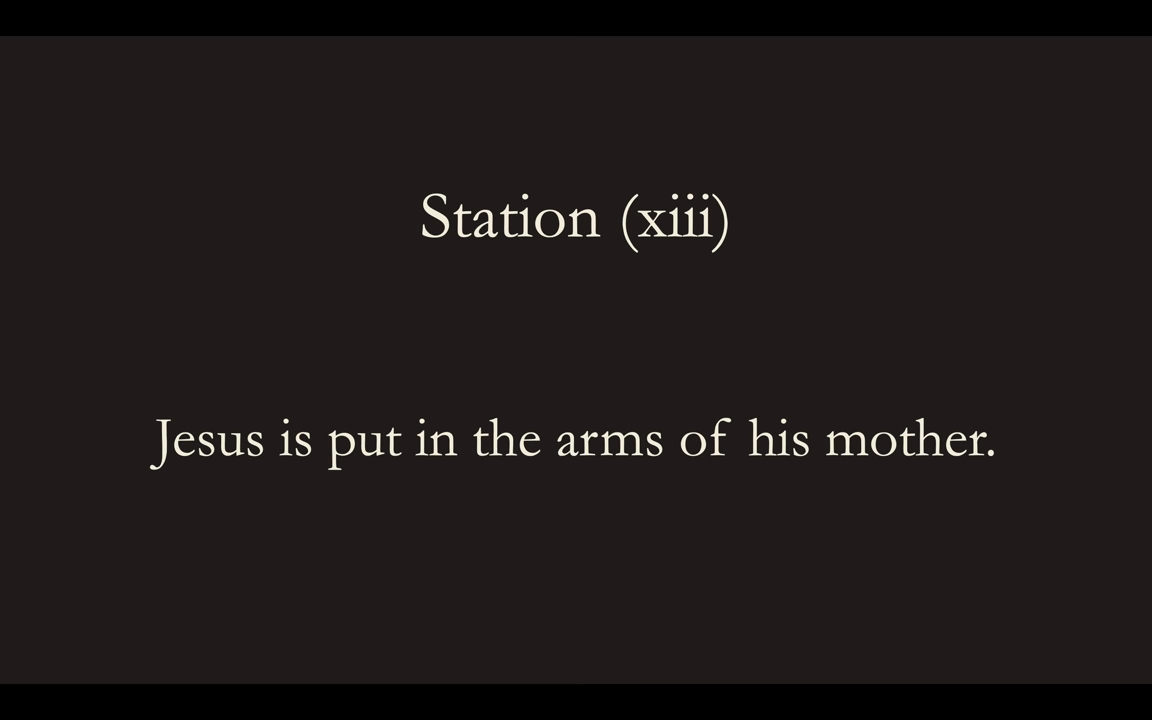 Station (xiii)
Jesus is put in the arms of his mother.